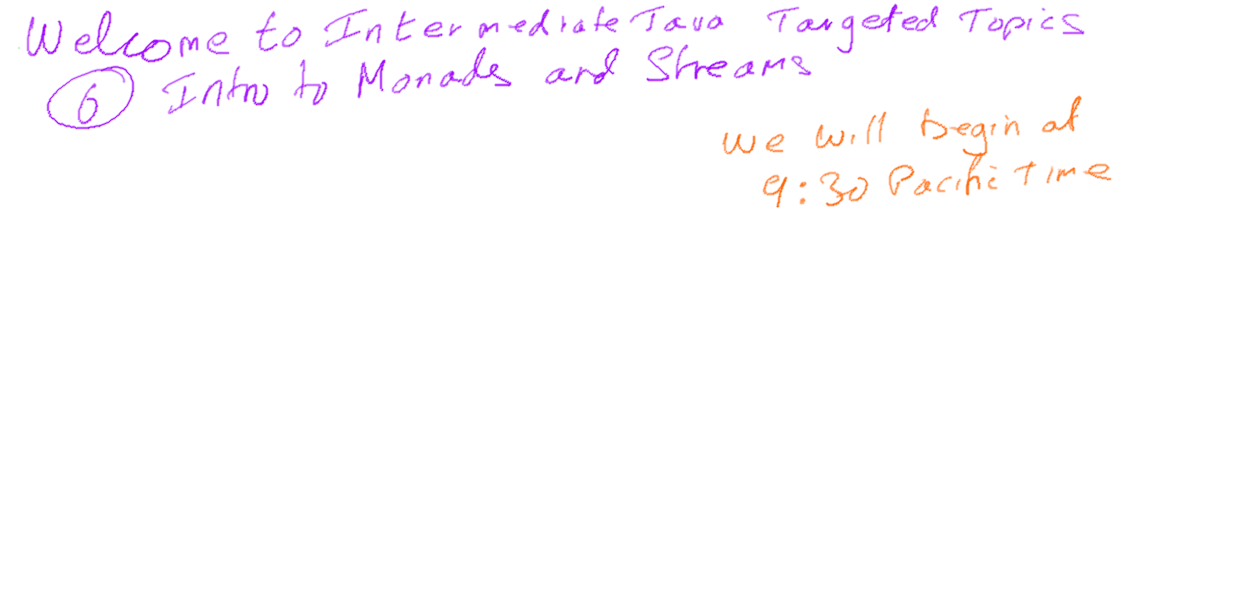 Welcome to Intermediate Java Targeted Topics
6 Intro to Monads and Streams
we will begin at
9:30 Pacific Time